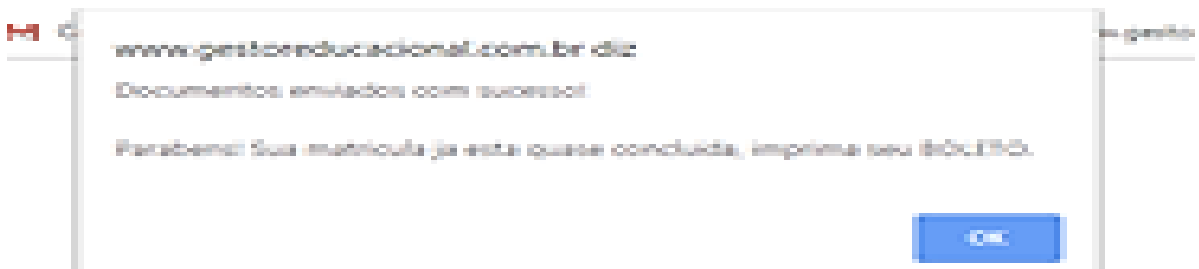 www.gestoreducacional.com.br diz
Documentos enviados com sucesso!
Parabens! Sua matricula ja esta quase concluida, imprima seu BOLETO.
OK